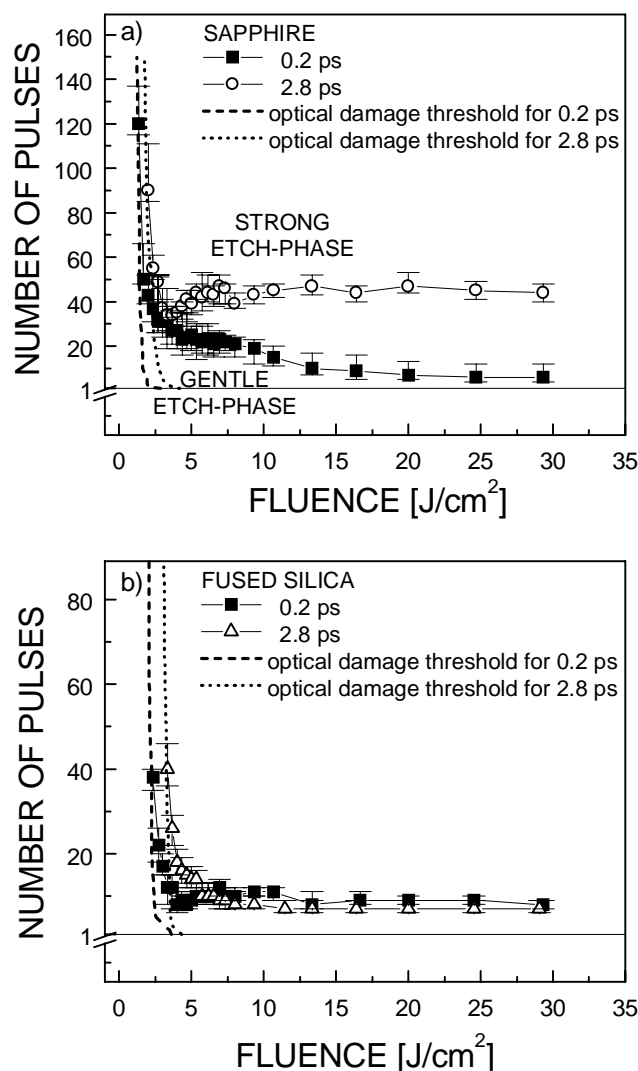 a)
SAPPHIRE
0.2 ps
2.8 ps
optical damage threshold for 0.2 ps
optical damage threshold for 2.8 ps
160
140
120
100
80
60
40
20
1
STRONG
ETCH-PHASE
GENTLE
ETCH-PHASE
NUMBER OF PULSES
0 5 10 15 20 25 30 35
FLUENCE [J/cm²]
b)
FUSED SILICA
0.2 ps
2.8 ps
optical damage threshold for 0.2 ps
optical damage threshold for 2.8 ps
80
60
40
20
1
NUMBER OF PULSES
0 5 10 15 20 25 30 35
FLUENCE [J/cm²]